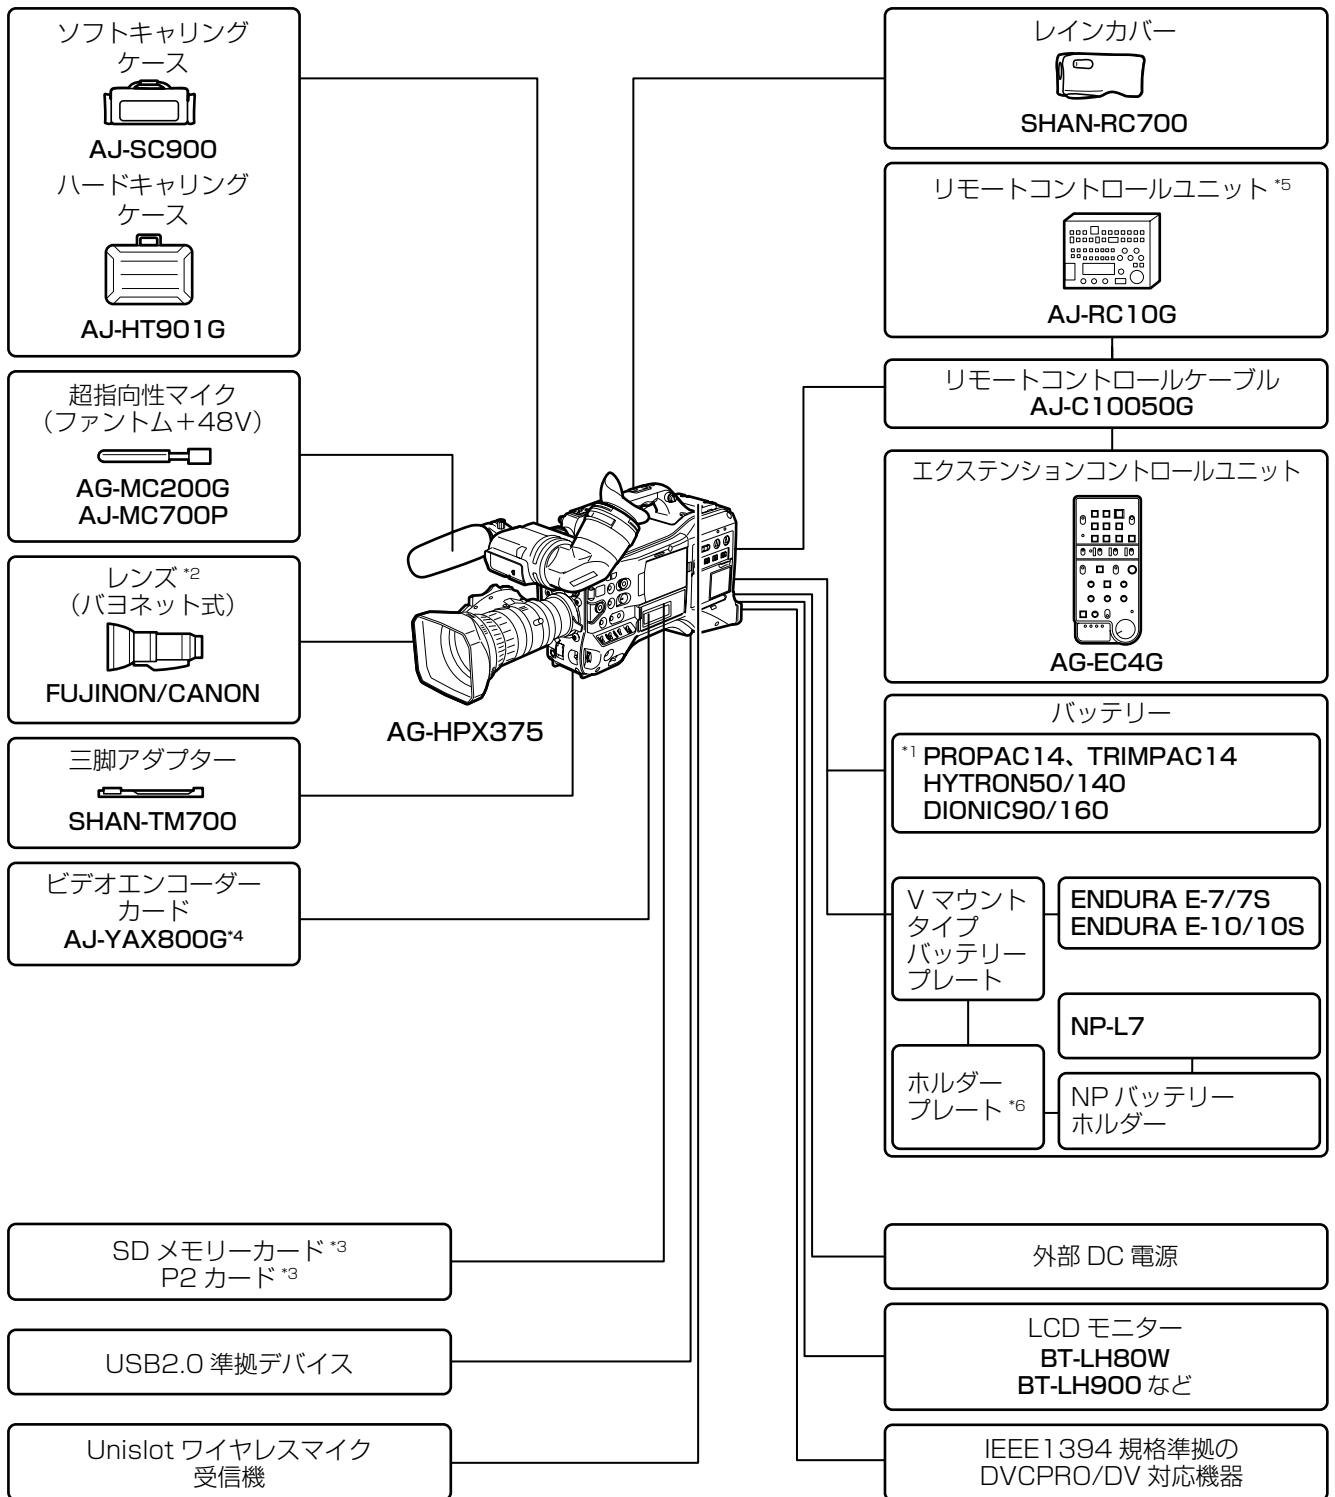 ソフトキャリング
ケース
AJ-SC900
ハードキャリング
ケース
AJ-HT901G
超指向性マイク
（ファントム＋48V）
AG-MC200G
AJ-MC700P
レンズ *2
（バヨネット式）
FUJINON/CANON
三脚アダプター
SHAN-TM700
ビデオエンコーダー
カード
AJ-YAX800G*4
SD メモリーカード *3
P2 カード *3
USB2.0 準拠デバイス
Unislot ワイヤレスマイク
受信機
AG-HPX375
レインカバー
SHAN-RC700
リモートコントロールユニット *5
AJ-RC10G
リモートコントロールケーブル
AJ-C10050G
エクステンションコントロールユニット
AG-EC4G
バッテリー
*1 PROPAC14、TRIMPAC14
HYTRON50/140
DIONIC90/160
V マウント
タイプ
バッテリー
プレート
ENDURA E-7/7S
ENDURA E-10/10S
NP-L7
ホルダー
プレート *6
NP バッテリー
ホルダー
外部 DC 電源
LCD モニター
BT-LH80W
BT-LH900 など
IEEE1394 規格準拠の
DVCPRO/DV 対応機器